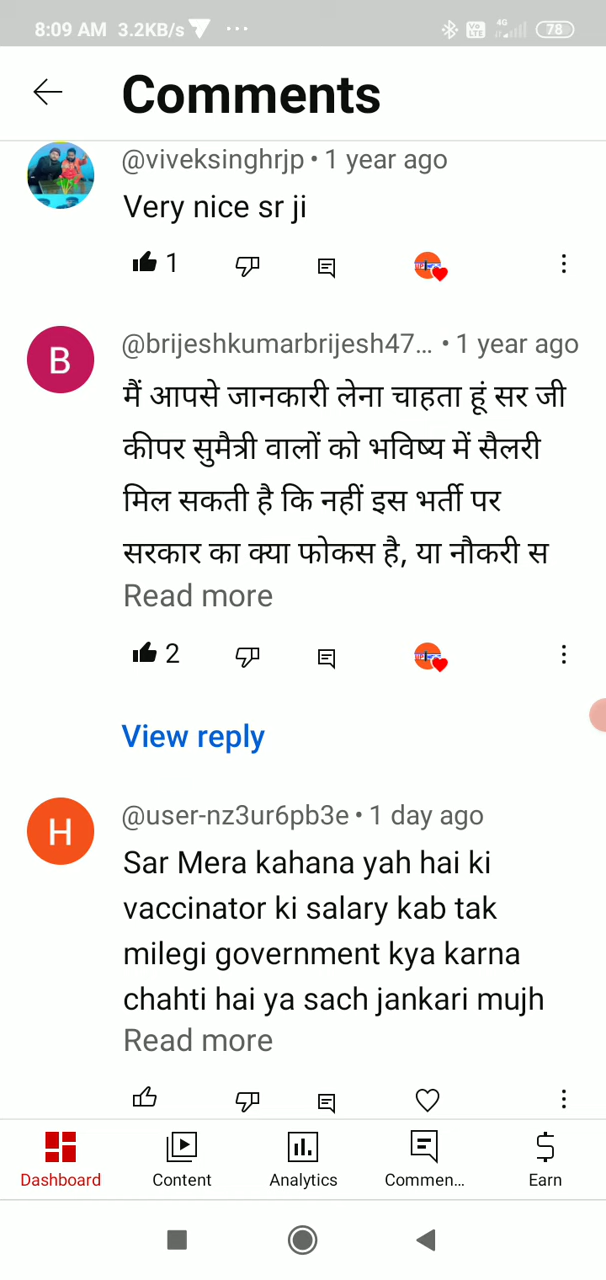 8:09 AM 3.2KB/s ...
4G
Vo LTE
78
Comments
@viveksinghrjp • 1 year ago
Very nice sr ji
1
B
@brijeshkumarbrijesh47... • 1 year ago
मैं आपसे जानकारी लेना चाहता हूं सर जी
कीपर सुमैत्री वालों को भविष्य में सैलरी
मिल सकती है कि नहीं इस भर्ती पर
सरकार का क्या फोकस है, या नौकरी स
Read more
2
View reply
H
@user-nz3ur6pb3e • 1 day ago
Sar Mera kahana yah hai ki
vaccinator ki salary kab tak
milegi government kya karna
chahti hai ya sach jankari mujh
Read more
Dashboard Content Analytics Commen... Earn